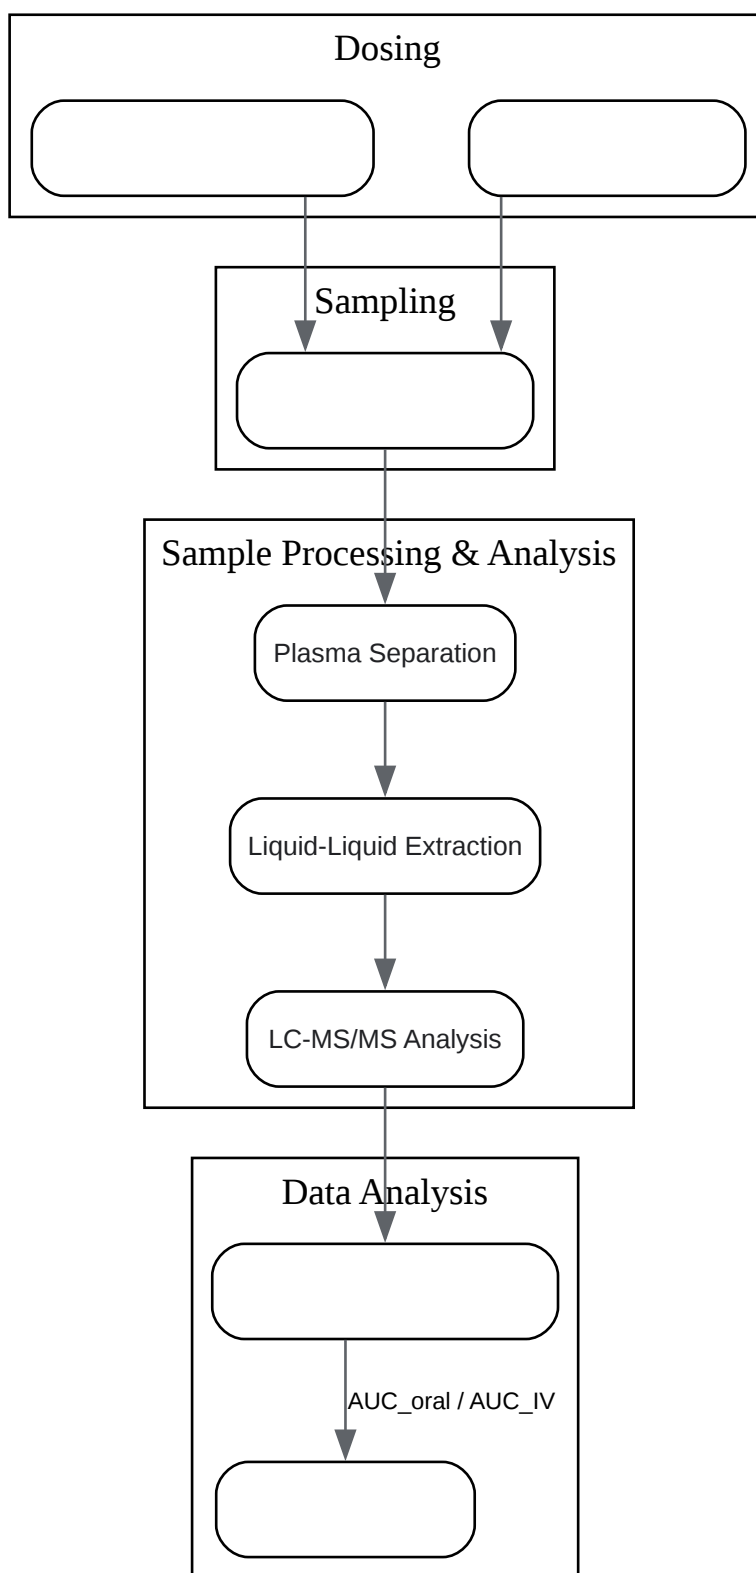 Dosing
Sampling
Sample Processing & Analysis
Plasma Separation
Liquid-Liquid Extraction
LC-MS/MS Analysis
Data Analysis
AUC_oral / AUC_IV